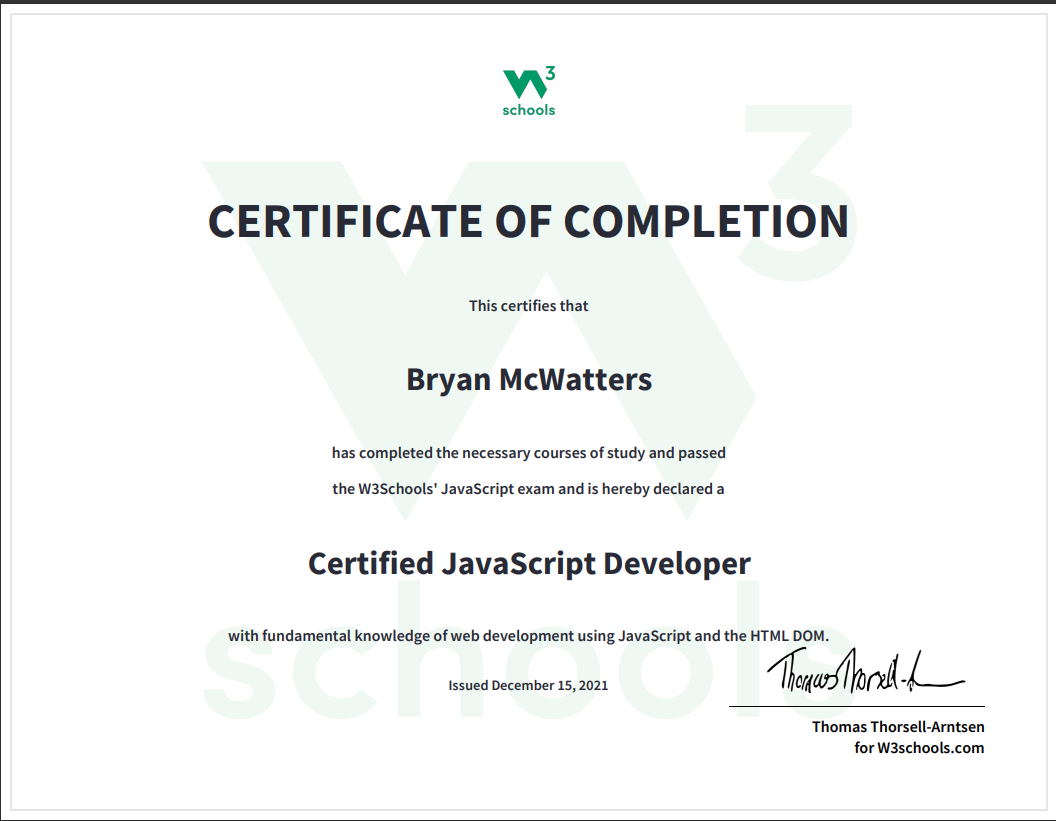 W3
schools
CERTIFICATE OF COMPLETION
This certifies that
Bryan McWatters
has completed the necessary courses of study and passed
the W3Schools' JavaScript exam and is hereby declared a
Certified JavaScript Developer
with fundamental knowledge of web development using JavaScript and the HTML DOM.
Issued December 15, 2021
Thomas Thorsell-A
Thomas Thorsell-Arntsen
for W3schools.com
W3
schools